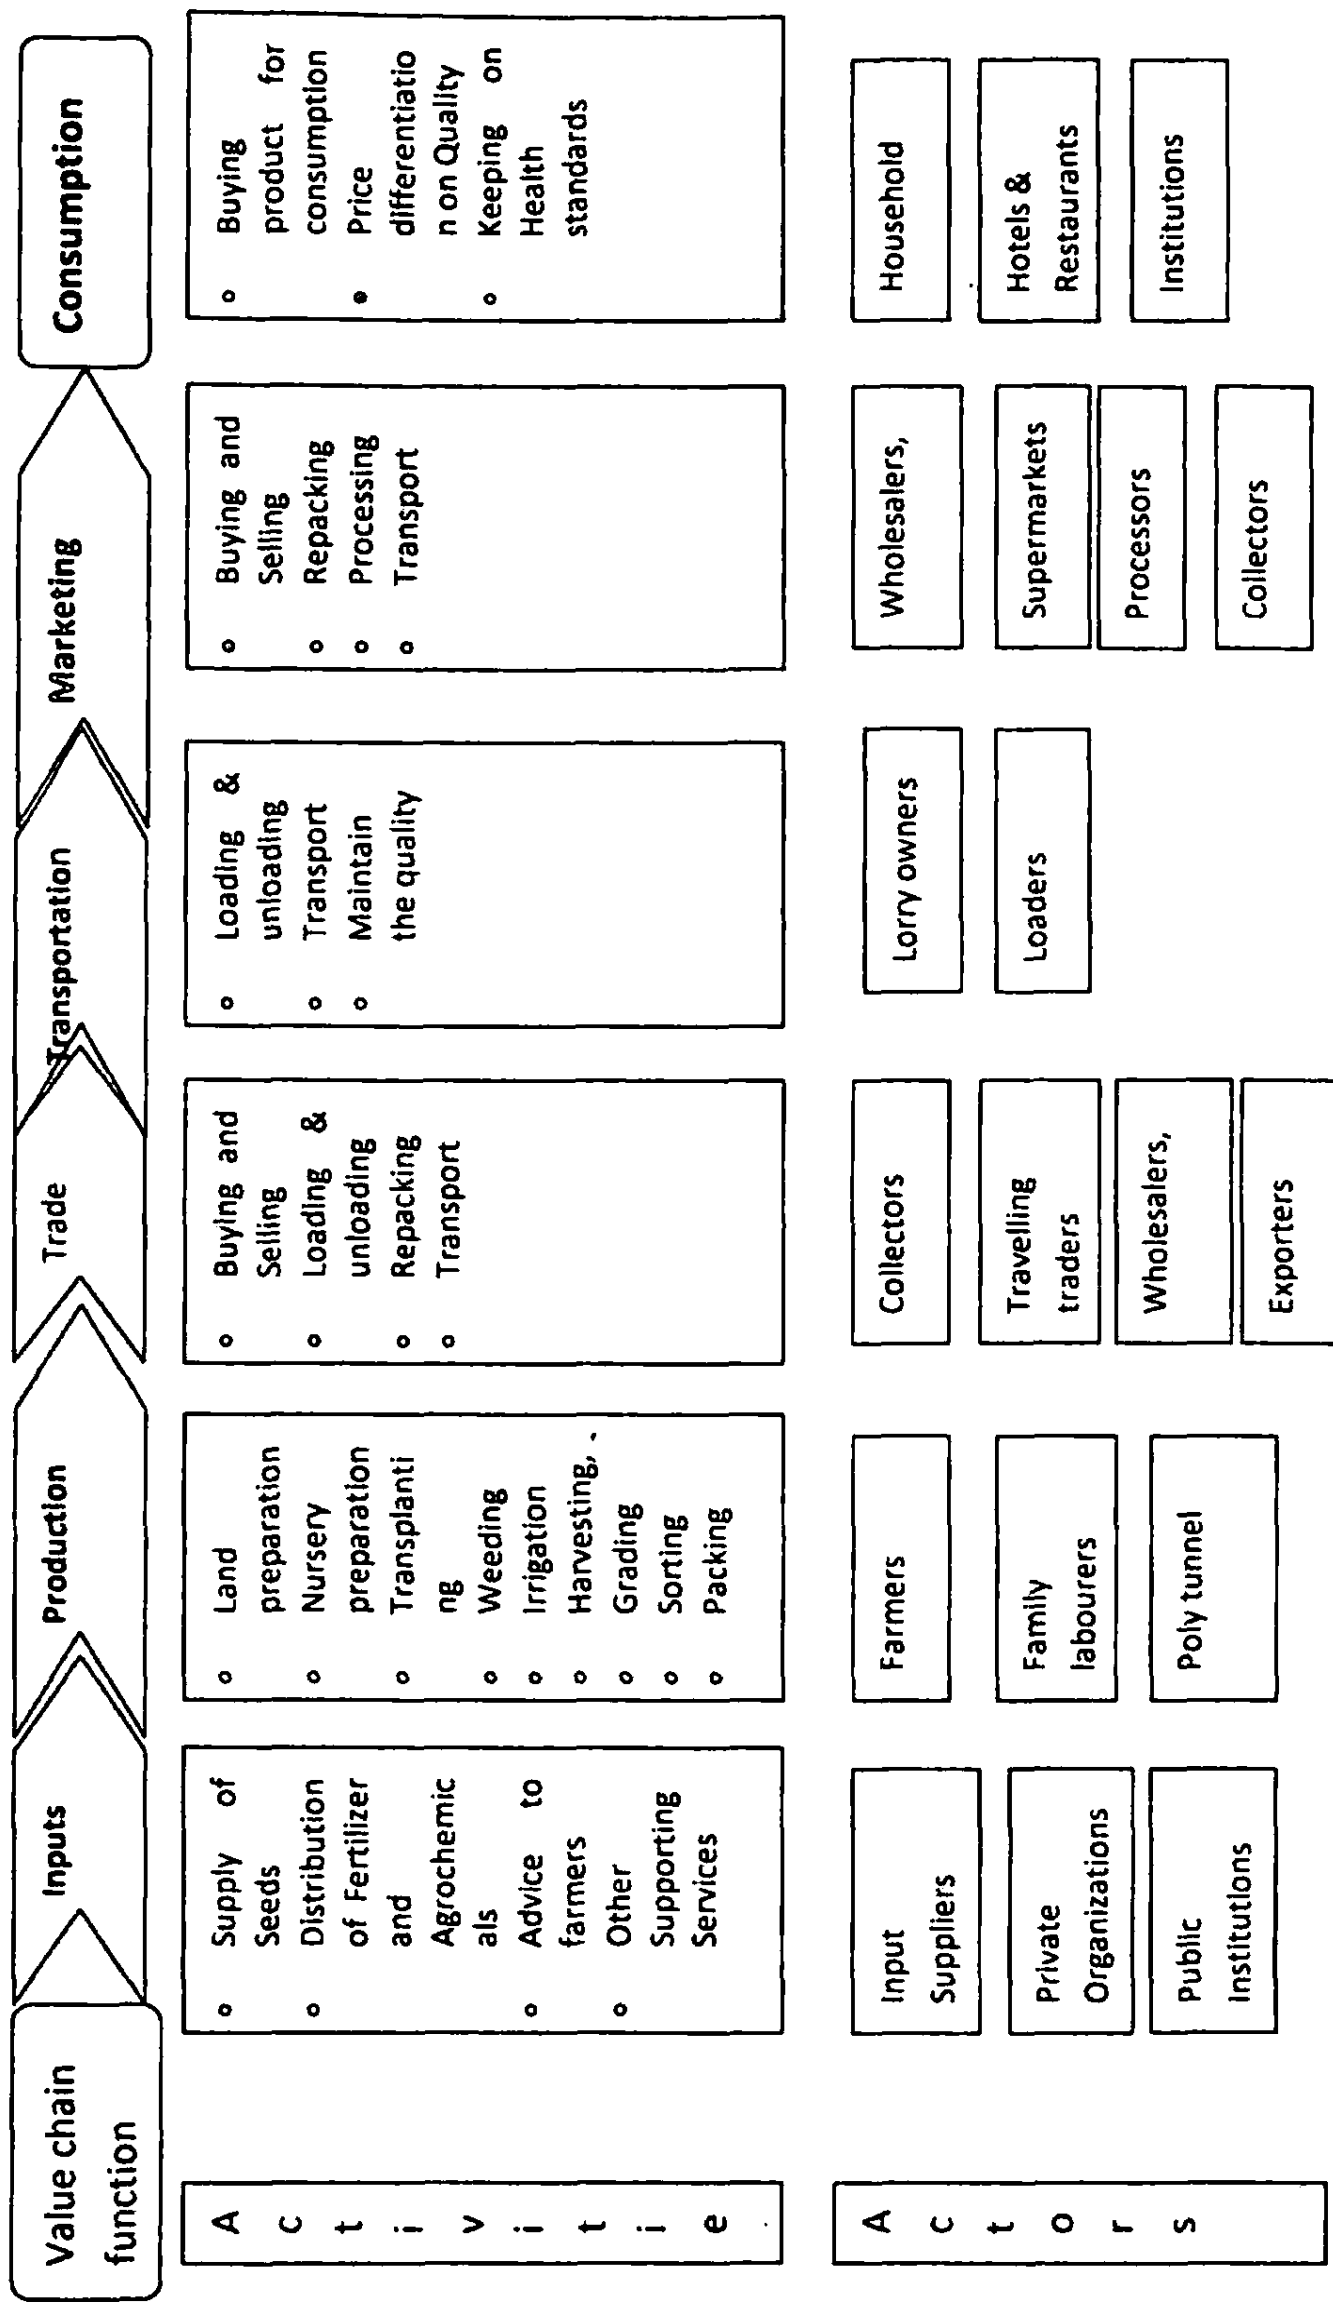 Value chain
function
Inputs
Production
Trade
Transportation
Marketing
Consumption
A
c
t
i
v
i
t
i
e
○ Supply of
Seeds
○ Distribution
of Fertilizer
and
Agrochemic
als
○ Advice to
farmers
○ Other
Supporting
Services
○ Land
preparation
○ Nursery
preparation
○ Transplanti
ng
○ Weeding
○ Irrigation
○ Harvesting,
○ Grading
○ Sorting
○ Packing
○ Buying and
Selling
○ Loading &
unloading
○ Repacking
○ Transport
○ Loading &
unloading
○ Transport
○ Maintain
the quality
○ Buying and
Selling
○ Repacking
○ Processing
○ Transport
○ Buying
product for
consumption
● Price
differentiatio
n on Quality
○ Keeping on
Health
standards
A
c
t
o
r
s
Input
Suppliers
Private
Organizations
Public
Institutions
Farmers
Family
labourers
Poly tunnel
Collectors
Travelling
traders
Wholesalers,
Exporters
Lorry owners
Loaders
Wholesalers,
Supermarkets
Processors
Collectors
Household
Hotels &
Restaurants
Institutions